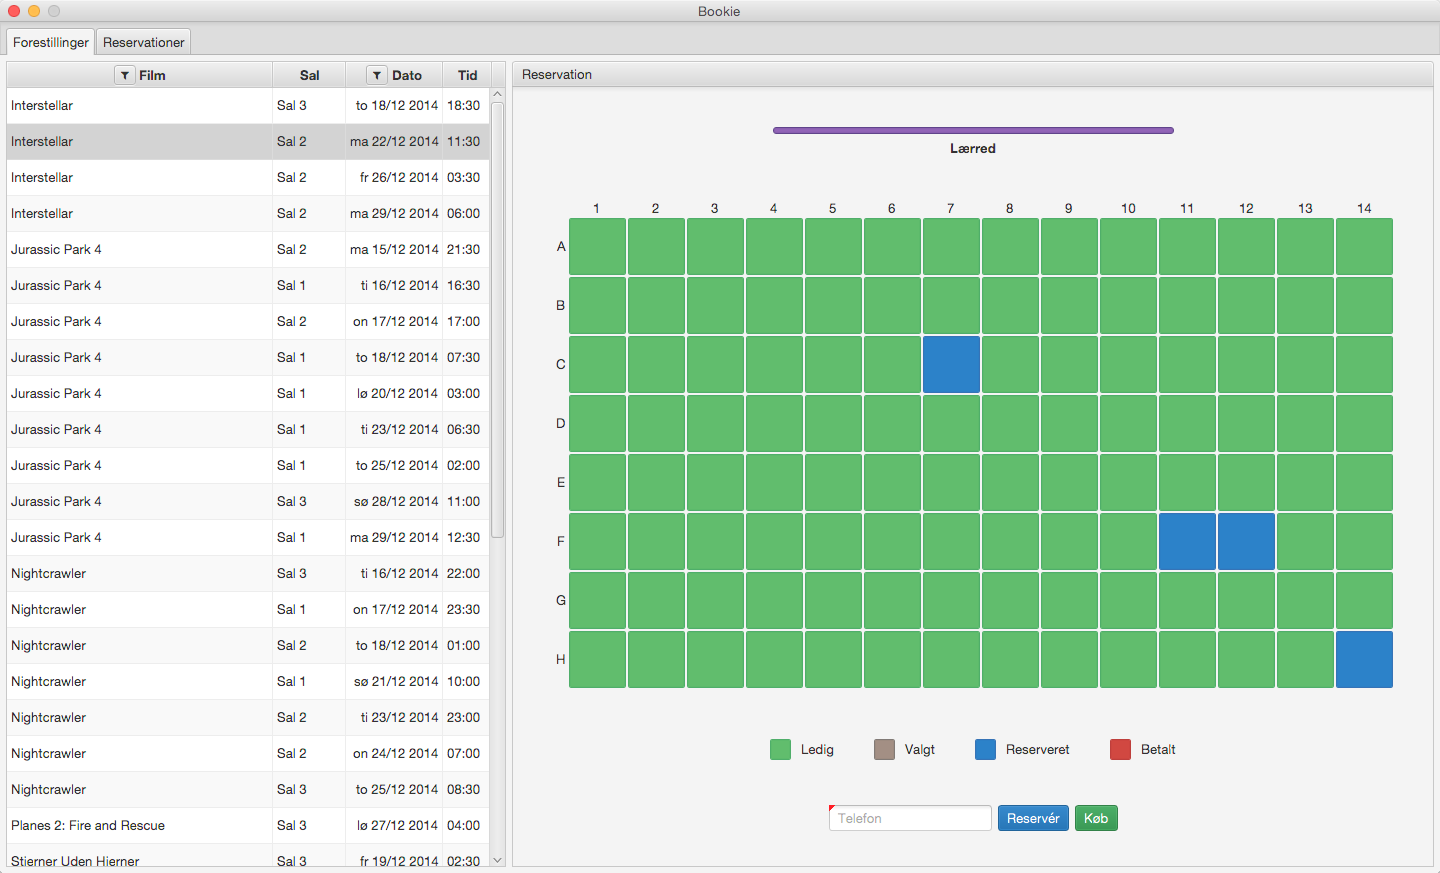 Bookie
Forestillinger Reservationer
Film Sal Dato Tid
Interstellar Sal 3 to 18/12 2014 18:30
Interstellar Sal 2 ma 22/12 2014 11:30
Interstellar Sal 2 fr 26/12 2014 03:30
Interstellar Sal 2 ma 29/12 2014 06:00
Jurassic Park 4 Sal 2 ma 15/12 2014 21:30
Jurassic Park 4 Sal 1 ti 16/12 2014 16:30
Jurassic Park 4 Sal 2 on 17/12 2014 17:00
Jurassic Park 4 Sal 1 to 18/12 2014 07:30
Jurassic Park 4 Sal 1 lø 20/12 2014 03:00
Jurassic Park 4 Sal 1 ti 23/12 2014 06:30
Jurassic Park 4 Sal 1 to 25/12 2014 02:00
Jurassic Park 4 Sal 3 sø 28/12 2014 11:00
Jurassic Park 4 Sal 1 ma 29/12 2014 12:30
Nightcrawler Sal 3 ti 16/12 2014 22:00
Nightcrawler Sal 1 on 17/12 2014 23:30
Nightcrawler Sal 2 to 18/12 2014 01:00
Nightcrawler Sal 1 sø 21/12 2014 10:00
Nightcrawler Sal 2 ti 23/12 2014 23:00
Nightcrawler Sal 2 on 24/12 2014 07:00
Nightcrawler Sal 3 to 25/12 2014 08:30
Planes 2: Fire and Rescue Sal 3 lø 27/12 2014 04:00
Stjerner Uden Hjerner Sal 3 fr 19/12 2014 02:30
Reservation
Lærred
1 2 3 4 5 6 7 8 9 10 11 12 13 14
A
B
C
D
E
F
G
H
Ledig Valgt Reserveret Betalt
Telefon Reservér Køb